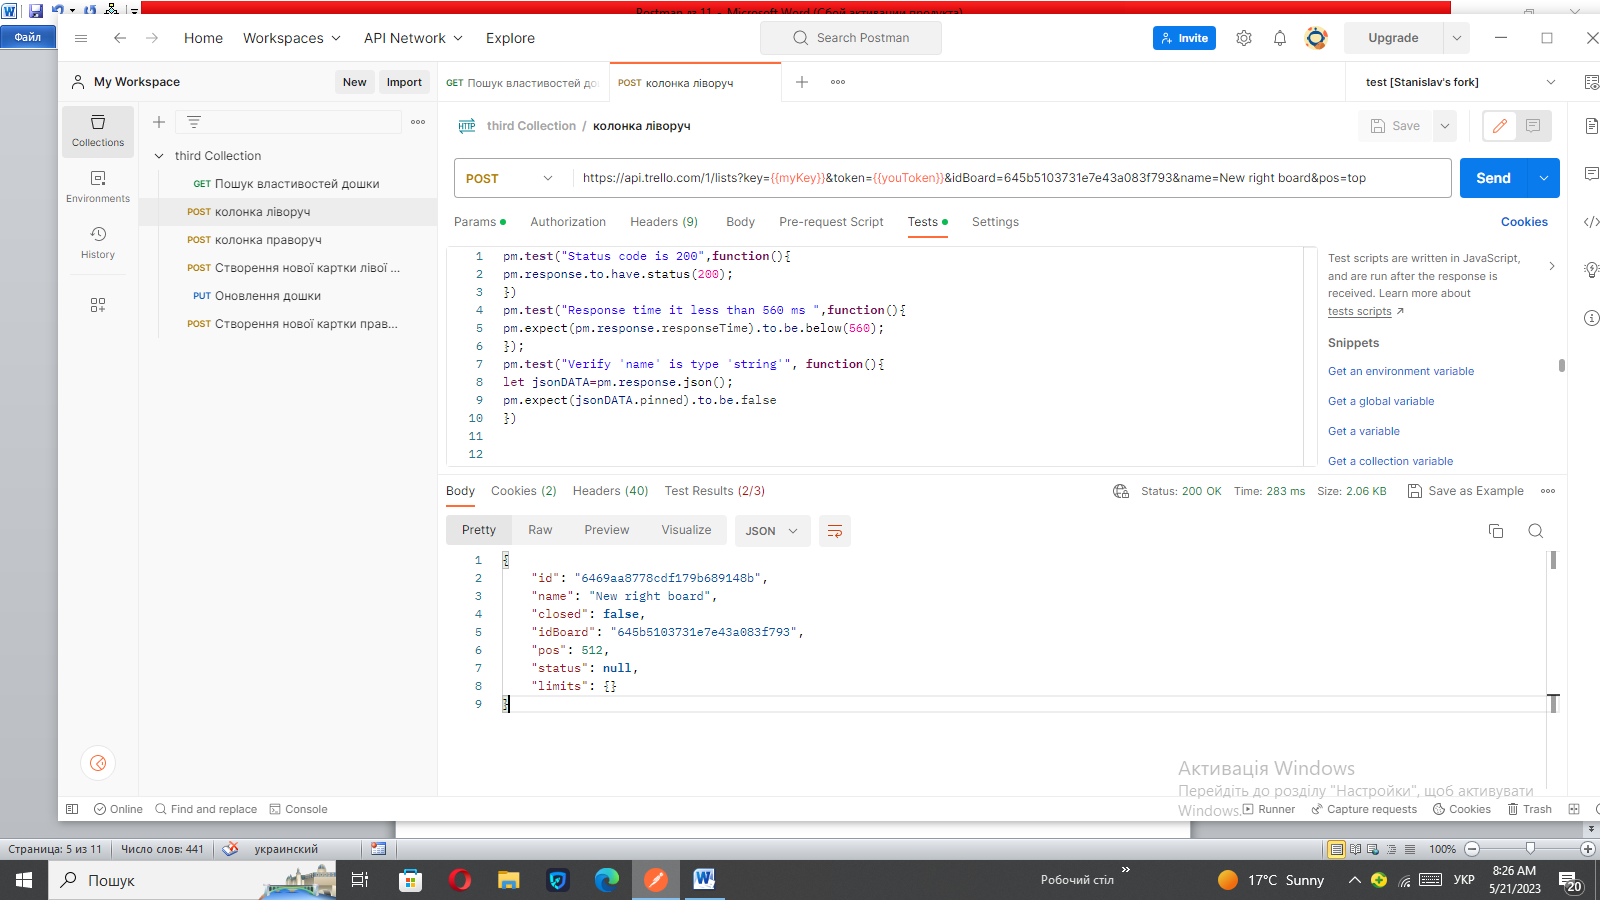 Postman дз 11 - Microsoft Word (Сбой активации продукта)
Файл
Home Workspaces API Network Explore Search Postman Invite Upgrade
My Workspace New Import
GET Пошук властивостей до
POST колонка ліворуч
test [Stanislav's fork]
Collections
Environments
History
third Collection
GET Пошук властивостей дошки
POST колонка ліворуч
POST колонка праворуч
POST Створення нової картки лівої ...
PUT Оновлення дошки
POST Створення нової картки прав...
HTTP third Collection / колонка ліворуч Save
POST https://api.trello.com/1/lists?key={{myKey}}&token={{youToken}}&idBoard=645b5103731e7e43a083f793&name=New right board&pos=top Send
Params Authorization Headers (9) Body Pre-request Script Tests Settings Cookies
1 pm.test("Status code is 200",function(){
2 pm.response.to.have.status(200);
3 })
4 pm.test("Response time it less than 560 ms ",function(){
5 pm.expect(pm.response.responseTime).to.be.below(560);
6 });
7 pm.test("Verify 'name' is type 'string'", function(){
8 let jsonDATA=pm.response.json();
9 pm.expect(jsonDATA.pinned).to.be.false
10 })
11
12
Test scripts are written in JavaScript,
and are run after the response is
received. Learn more about
tests scripts ↗
Snippets
Get an environment variable
Get a global variable
Get a variable
Get a collection variable
Body Cookies (2) Headers (40) Test Results (2/3) Status: 200 OK Time: 283 ms Size: 2.06 KB Save as Example
Pretty Raw Preview Visualize JSON
1 {
2 "id": "6469aa8778cdf179b689148b",
3 "name": "New right board",
4 "closed": false,
5 "idBoard": "645b5103731e7e43a083f793",
6 "pos": 512,
7 "status": null,
8 "limits": {}
9 }
Активація Windows
Перейдіть до розділу "Настройки", щоб активувати
Windows.
Online Find and replace Console Runner Capture requests Cookies Trash
Страница: 5 из 11 Число слов: 441 украинский 100%
Пошук Робочий стіл » 17°C Sunny УКР 8:26 AM
5/21/2023 20